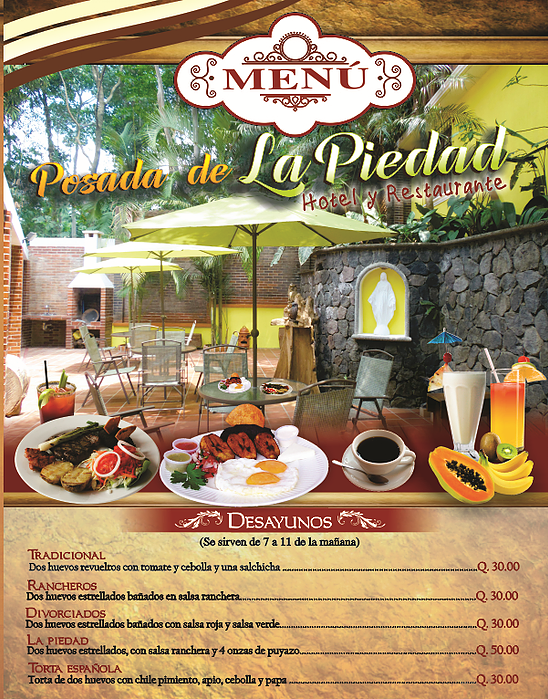 MENÚ
Posada de La Piedad
Hotel y Restaurante
DESAYUNOS
(Se sirven de 7 a 11 de la mañana)
TRADICIONAL
Dos huevos revueltos con tomate y cebolla y una salchicha ............Q. 30.00
RANCHEROS
Dos huevos estrellados bañados en salsa ranchera............Q. 30.00
DIVORCIADOS
Dos huevos estrellados bañados con salsa roja y salsa verde............Q. 30.00
LA PIEDAD
Dos huevos estrellados, con salsa ranchera y 4 onzas de puyazo............Q. 50.00
TORTA ESPAÑOLA
Torta de dos huevos con chile pimiento, apio, cebolla y papa ............Q. 30.00